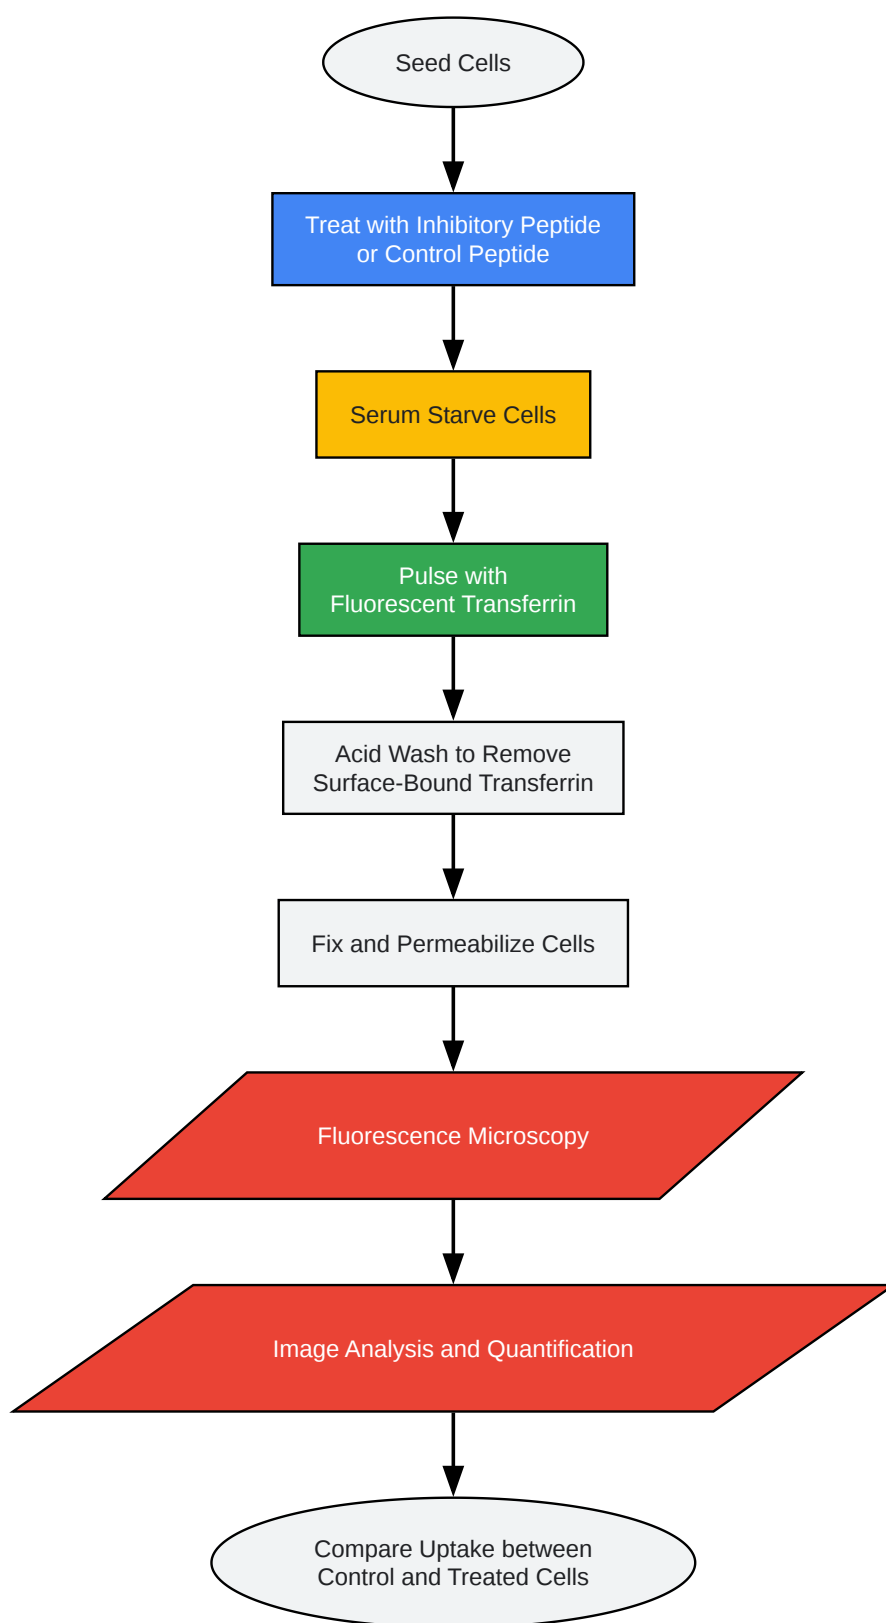 Seed Cells
Treat with Inhibitory Peptide
or Control Peptide
Serum Starve Cells
Pulse with
Fluorescent Transferrin
Acid Wash to Remove
Surface-Bound Transferrin
Fix and Permeabilize Cells
Fluorescence Microscopy
Image Analysis and Quantification
Compare Uptake between
Control and Treated Cells